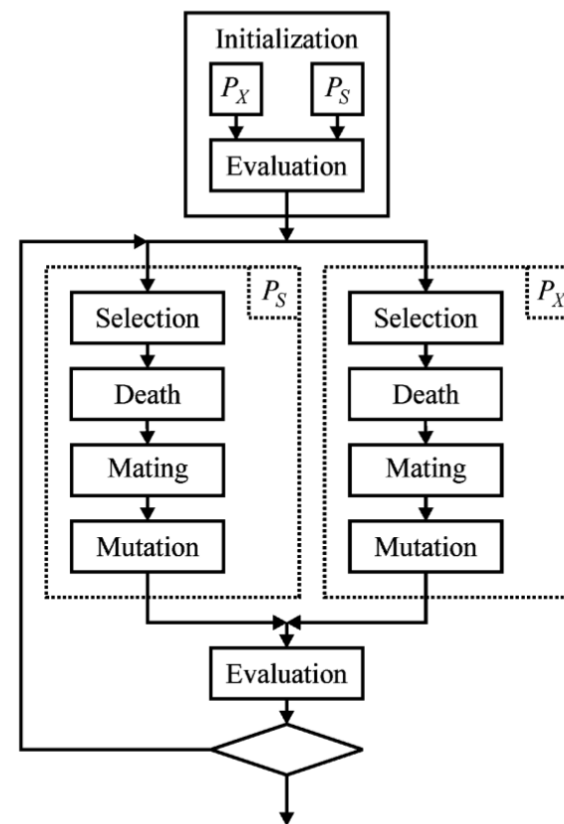 Initialization
P_X P_S
Evaluation
P_S
Selection
Death
Mating
Mutation
P_X
Selection
Death
Mating
Mutation
Evaluation